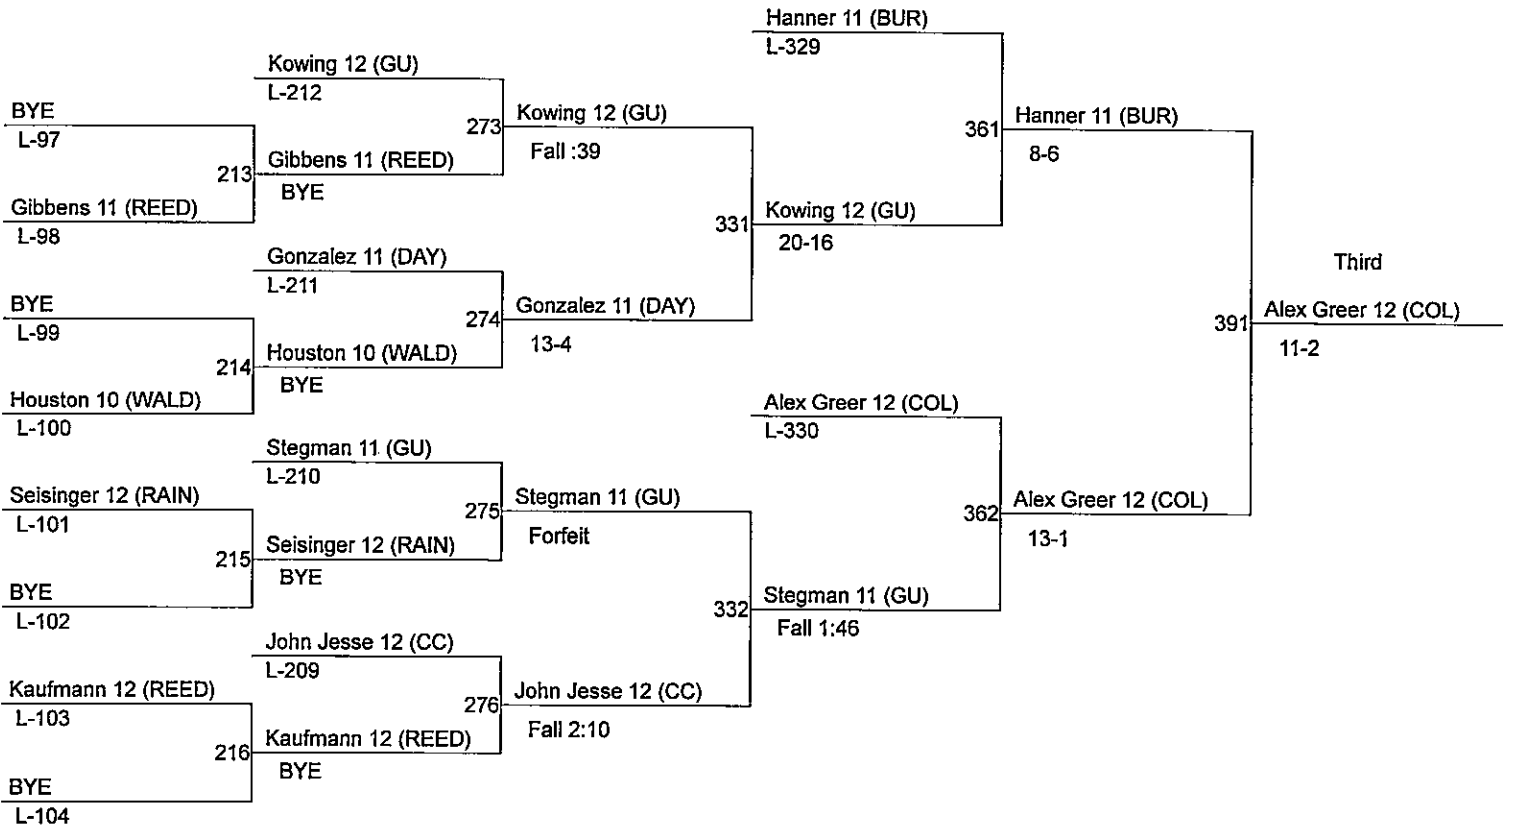 Hanner 11 (BUR)
L-329
Kowing 12 (GU)
L-212
BYE
L-97
273
Kowing 12 (GU)
Fall :39
361
Hanner 11 (BUR)
8-6
213
Gibbens 11 (REED)
BYE
Gibbens 11 (REED)
L-98
331
Kowing 12 (GU)
20-16
Gonzalez 11 (DAY)
L-211
Third
BYE
L-99
274
Gonzalez 11 (DAY)
13-4
391
Alex Greer 12 (COL)
11-2
214
Houston 10 (WALD)
BYE
Houston 10 (WALD)
L-100
Alex Greer 12 (COL)
L-330
Stegman 11 (GU)
L-210
Seisinger 12 (RAIN)
L-101
275
Stegman 11 (GU)
Forfeit
362
Alex Greer 12 (COL)
13-1
215
Seisinger 12 (RAIN)
BYE
BYE
L-102
332
Stegman 11 (GU)
Fall 1:46
John Jesse 12 (CC)
L-209
Kaufmann 12 (REED)
L-103
276
John Jesse 12 (CC)
Fall 2:10
216
Kaufmann 12 (REED)
BYE
BYE
L-104